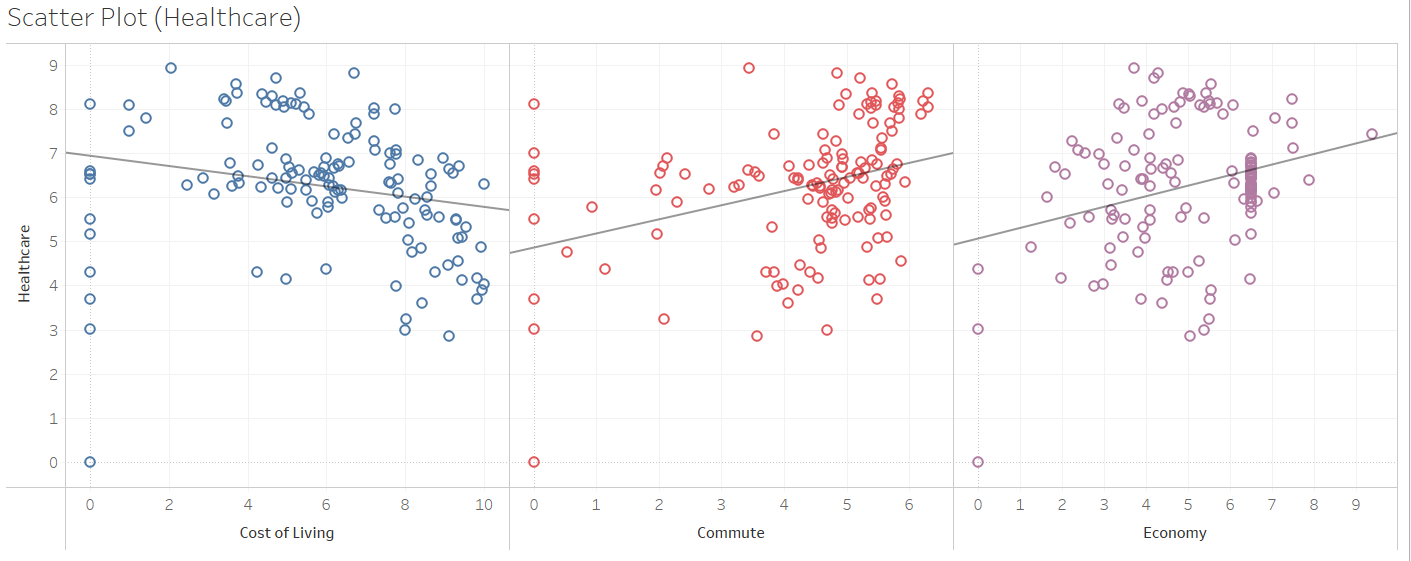 Scatter Plot (Healthcare)
9
8
7
6
5
4
3
2
1
0
Healthcare
0 2 4 6 8 10 0 1 2 3 4 5 6 0 1 2 3 4 5 6 7 8 9
Cost of Living Commute Economy